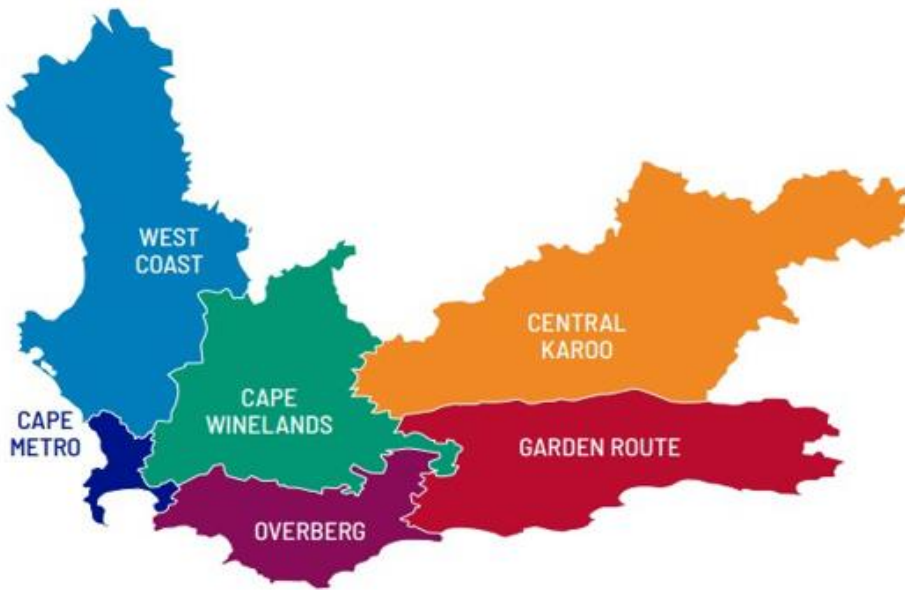 WEST
COAST
CENTRAL
KAROO
CAPE
WINELANDS
CAPE
METRO
GARDEN ROUTE
OVERBERG